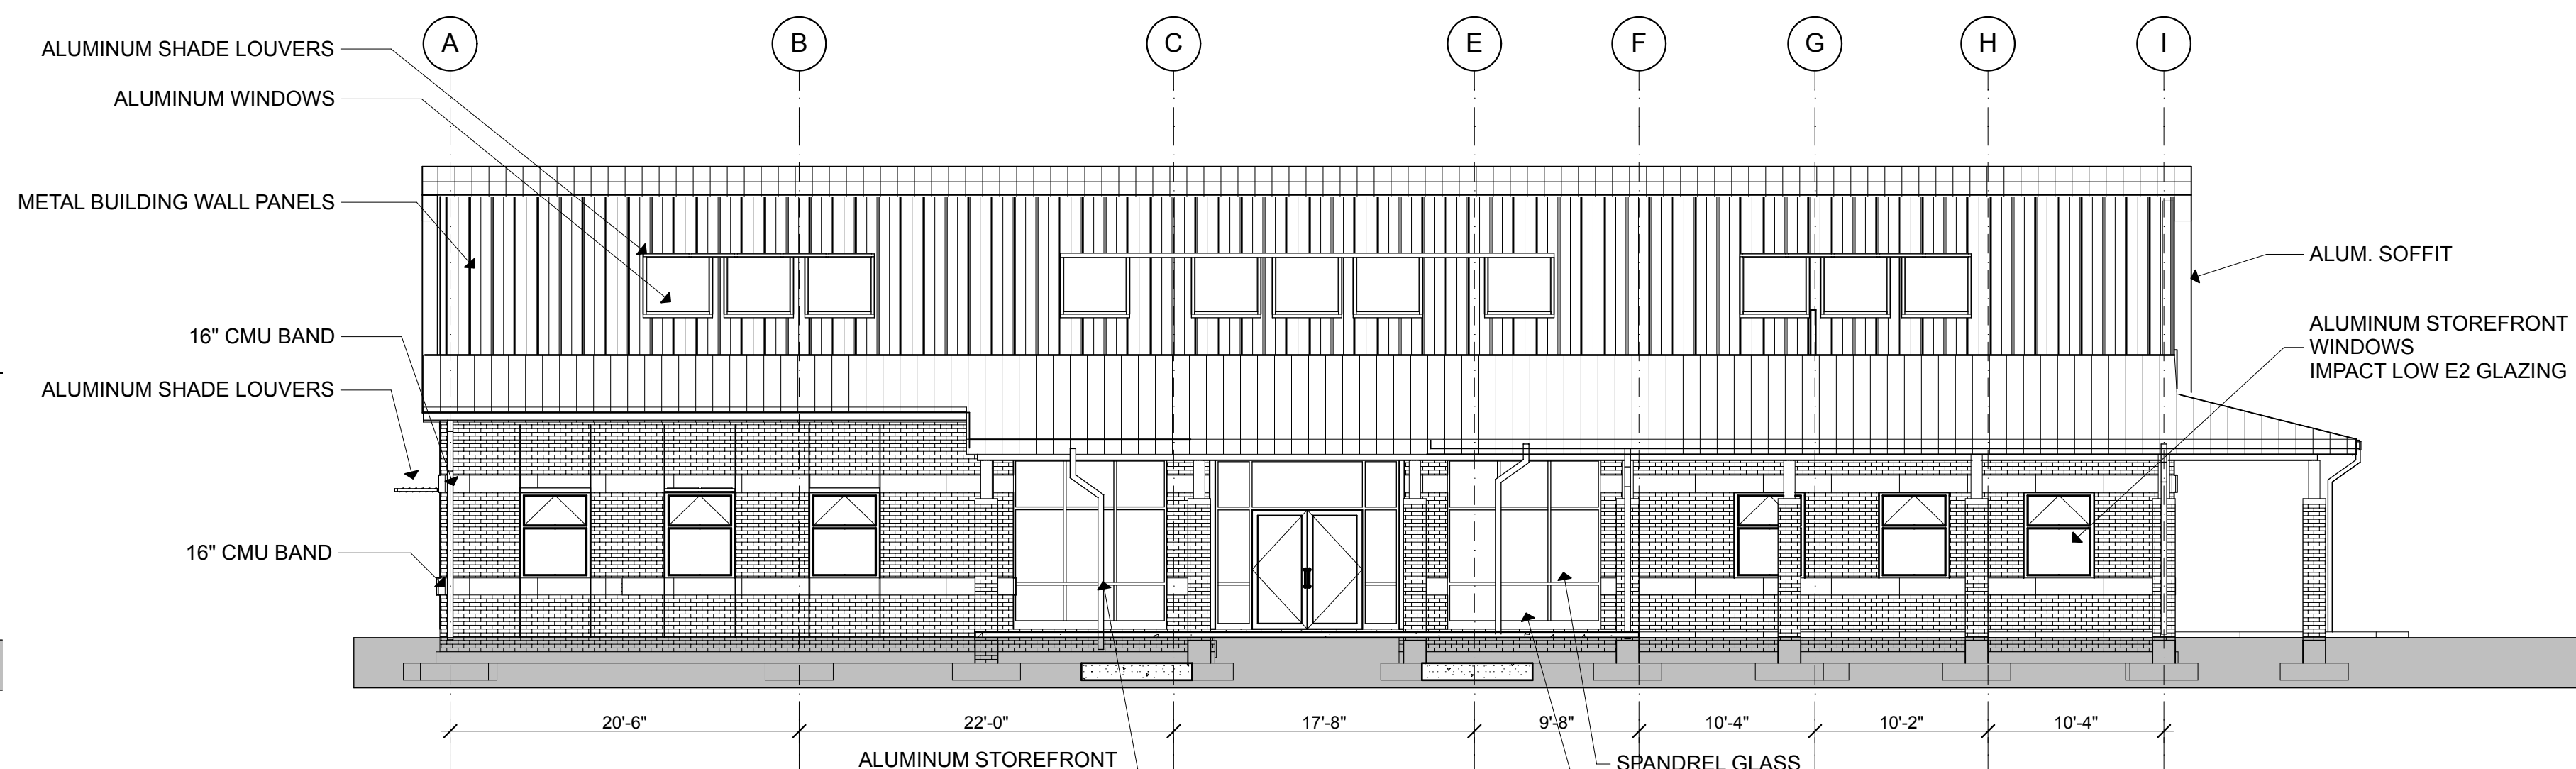 A
B
C
E
F
G
H
I
ALUMINUM SHADE LOUVERS
ALUMINUM WINDOWS
METAL BUILDING WALL PANELS
16" CMU BAND
ALUMINUM SHADE LOUVERS
16" CMU BAND
ALUM. SOFFIT
ALUMINUM STOREFRONT
WINDOWS
IMPACT LOW E2 GLAZING
20'-6"
22'-0"
17'-8"
9'-8"
10'-4"
10'-2"
10'-4"
ALUMINUM STOREFRONT
SPANDREL GLASS